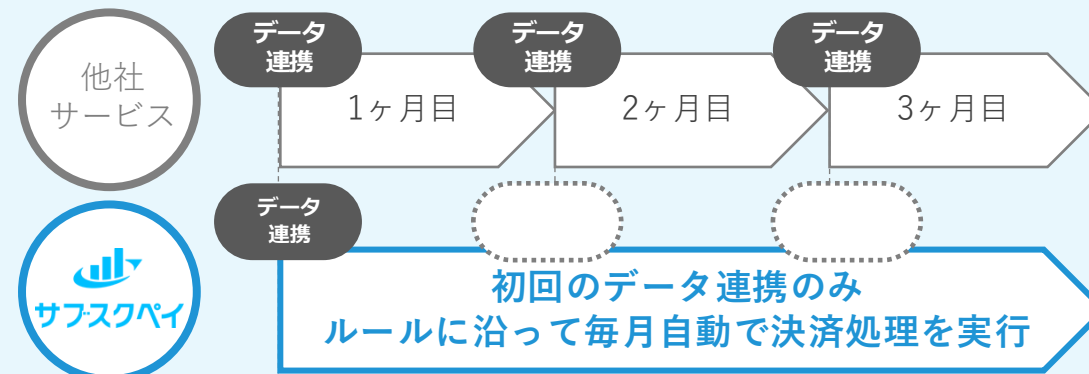 他社
サービス
データ
連携
データ
連携
データ
連携
1ヶ月目
2ヶ月目
3ヶ月目
データ
連携
サブスクペイ
初回のデータ連携のみ
ルールに沿って毎月自動で決済処理を実行